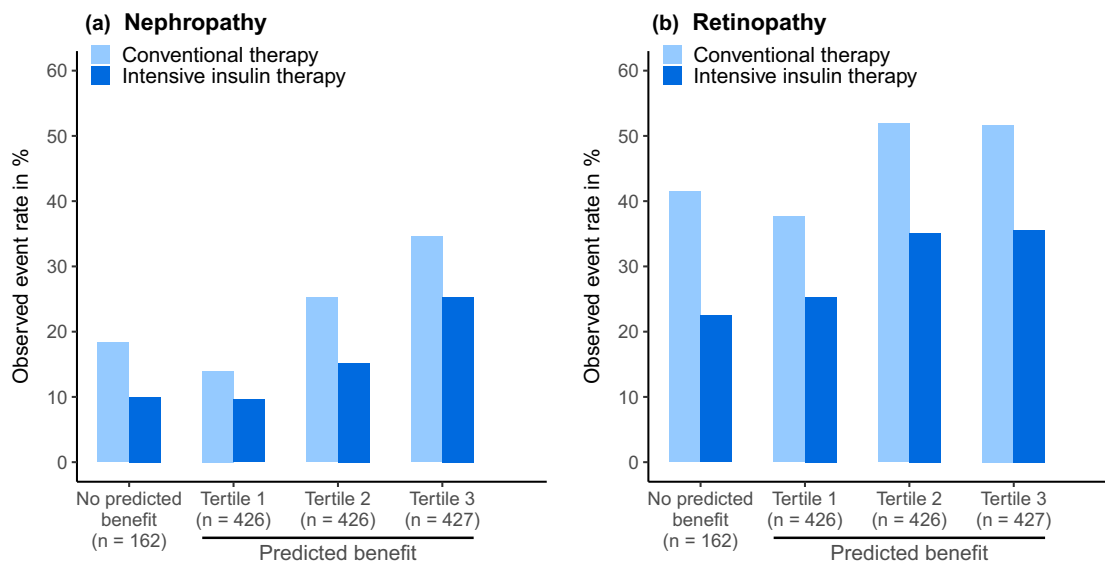 (a) Nephropathy
Conventional therapy
Intensive insulin therapy
Observed event rate in %
60
50
40
30
20
10
0
No predicted
benefit
(n = 162)
Tertile 1
(n = 426)
Tertile 2
(n = 426)
Tertile 3
(n = 427)
Predicted benefit
(b) Retinopathy
Conventional therapy
Intensive insulin therapy
Observed event rate in %
60
50
40
30
20
10
0
No predicted
benefit
(n = 162)
Tertile 1
(n = 426)
Tertile 2
(n = 426)
Tertile 3
(n = 427)
Predicted benefit